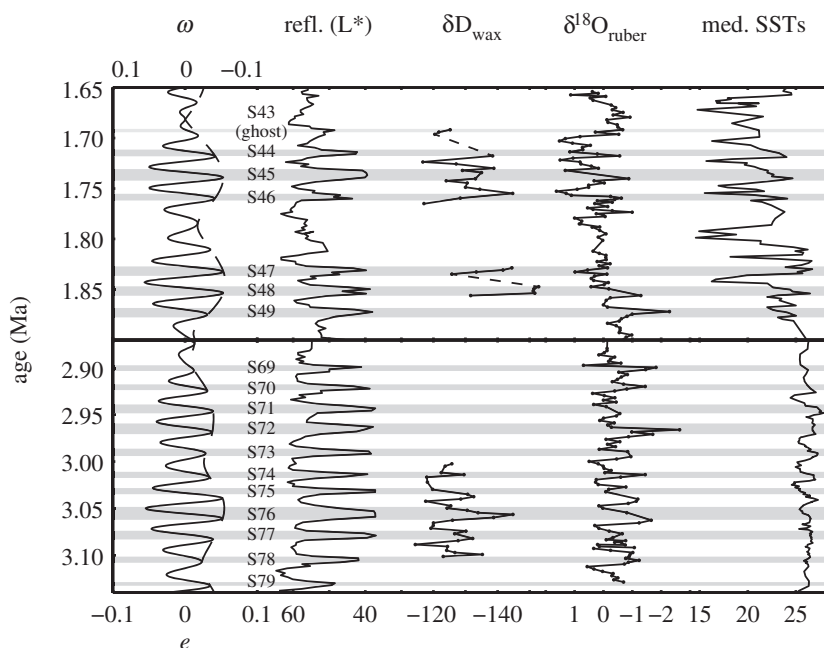 ω refl. (L*) δD_wax δ¹⁸O_ruber med. SSTs
0.1 0 −0.1
age (Ma)
1.65
1.70
1.75
1.80
1.85
2.90
2.95
3.00
3.05
3.10
S43
(ghost)
S44
S45
S46
S47
S48
S49
S69
S70
S71
S72
S73
S74
S75
S76
S77
S78
S79
−0.1 0 0.1 60 40 −120 −140 1 0 −1 −2 15 20 25
e